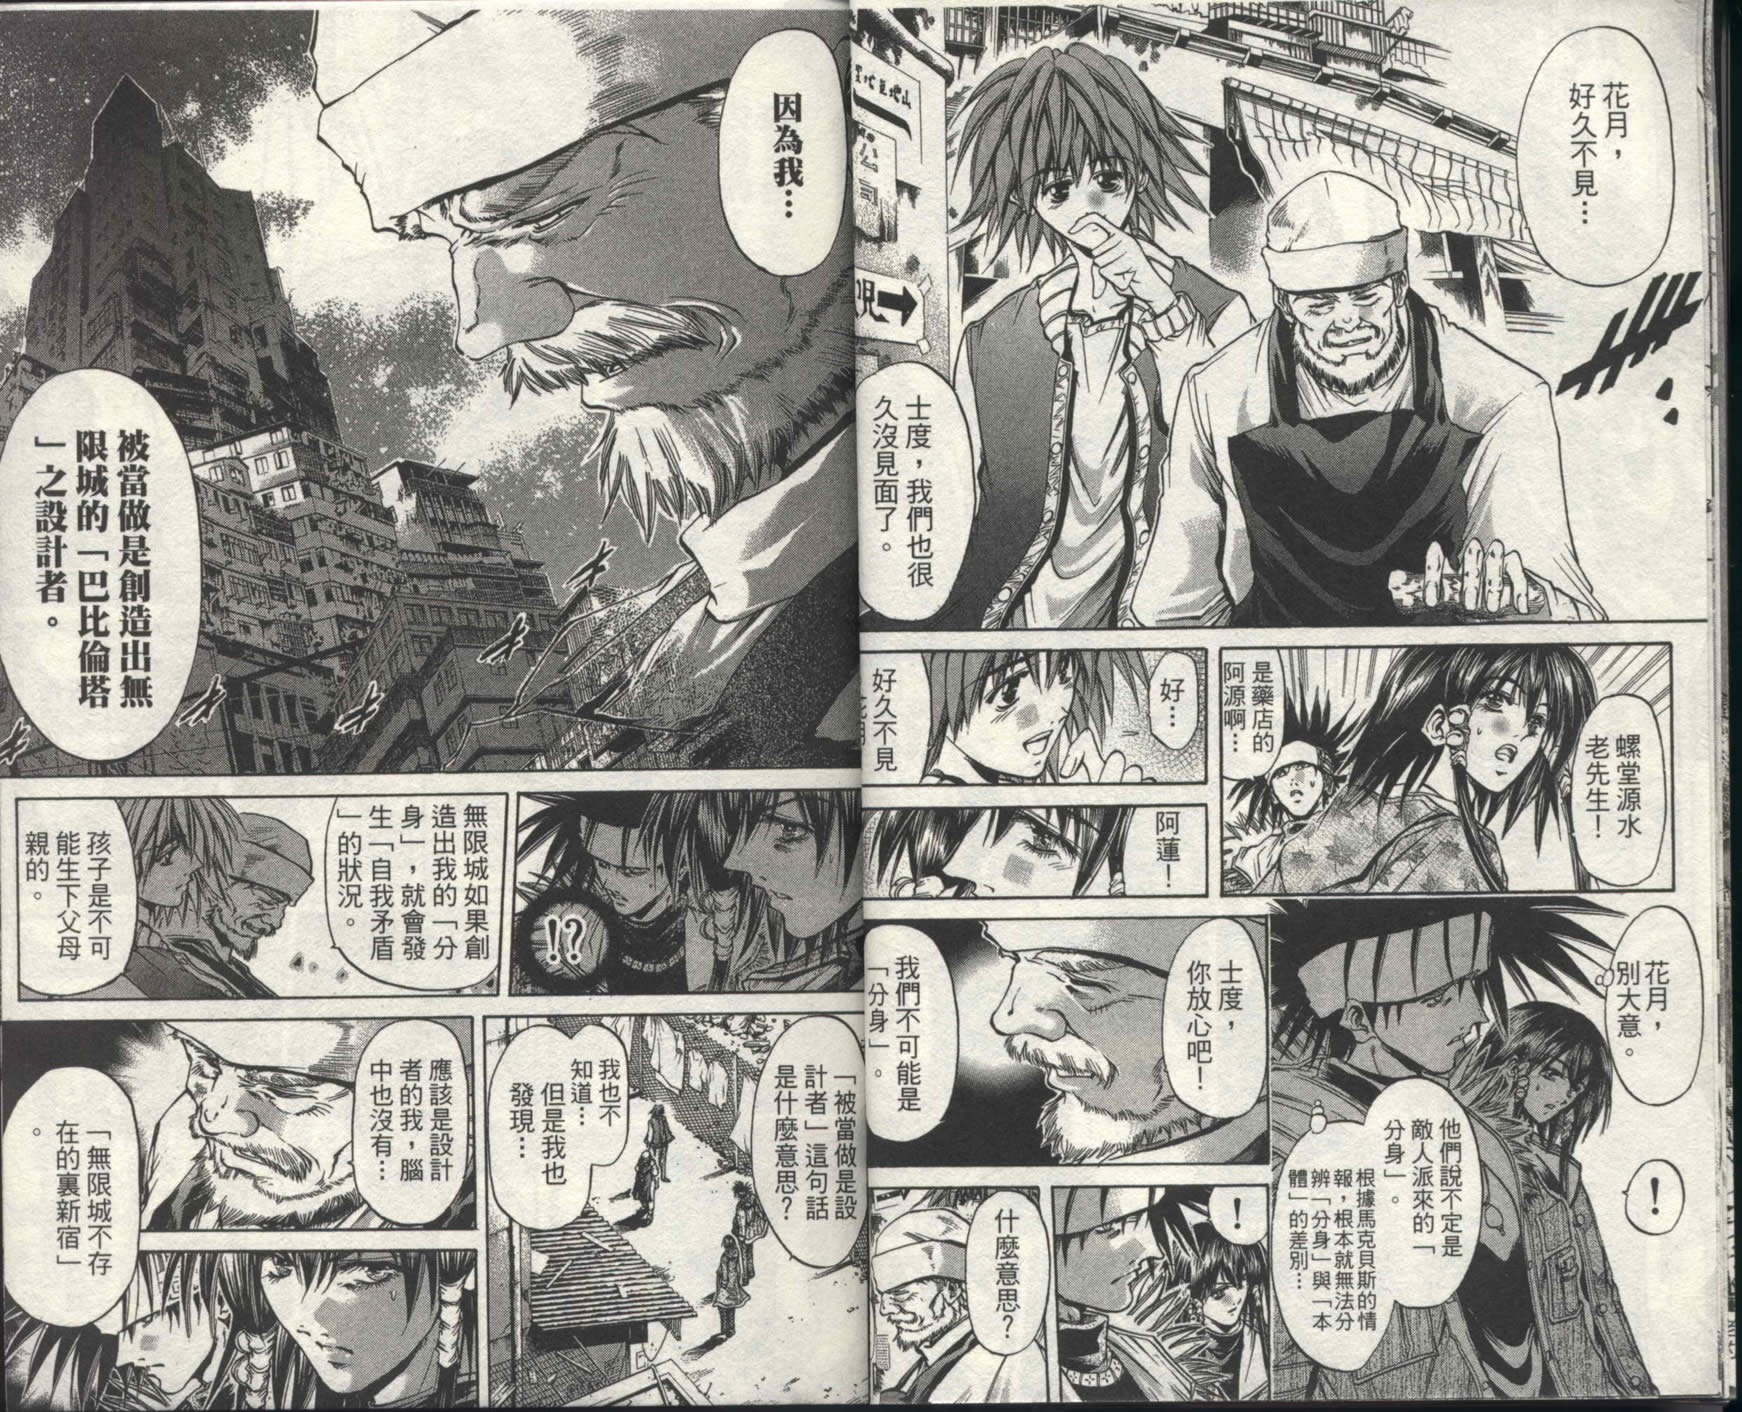 花月，
好久不見…
士度，我們也很
久沒見面了。
公司
螺堂源水
老先生！
是藥店的
阿源啊…
好…
好久不見
阿蓮！
花月，
別大意。
！
他們說不定是
敵人派來的「
分身」。
根據馬克貝斯的情
報，根本就無法分
辨「分身」與「本
體」的差別…
士度，
你放心吧！
我們不可能是
「分身」。
！
什麼意思？
因為我…
被當做是創造出無
限城的「巴比倫塔
」之設計者。
!?
無限城如果創
造出我的「分
身」，就會發
生「自我矛盾
」的狀況。
孩子是不可
能生下父母
親的。
「被當做是設
計者」這句話
是什麼意思？
我也不
知道…
但是我也
發現…
應該是設計
者的我，腦
中也沒有…
「無限城不存
在的裏新宿」
。